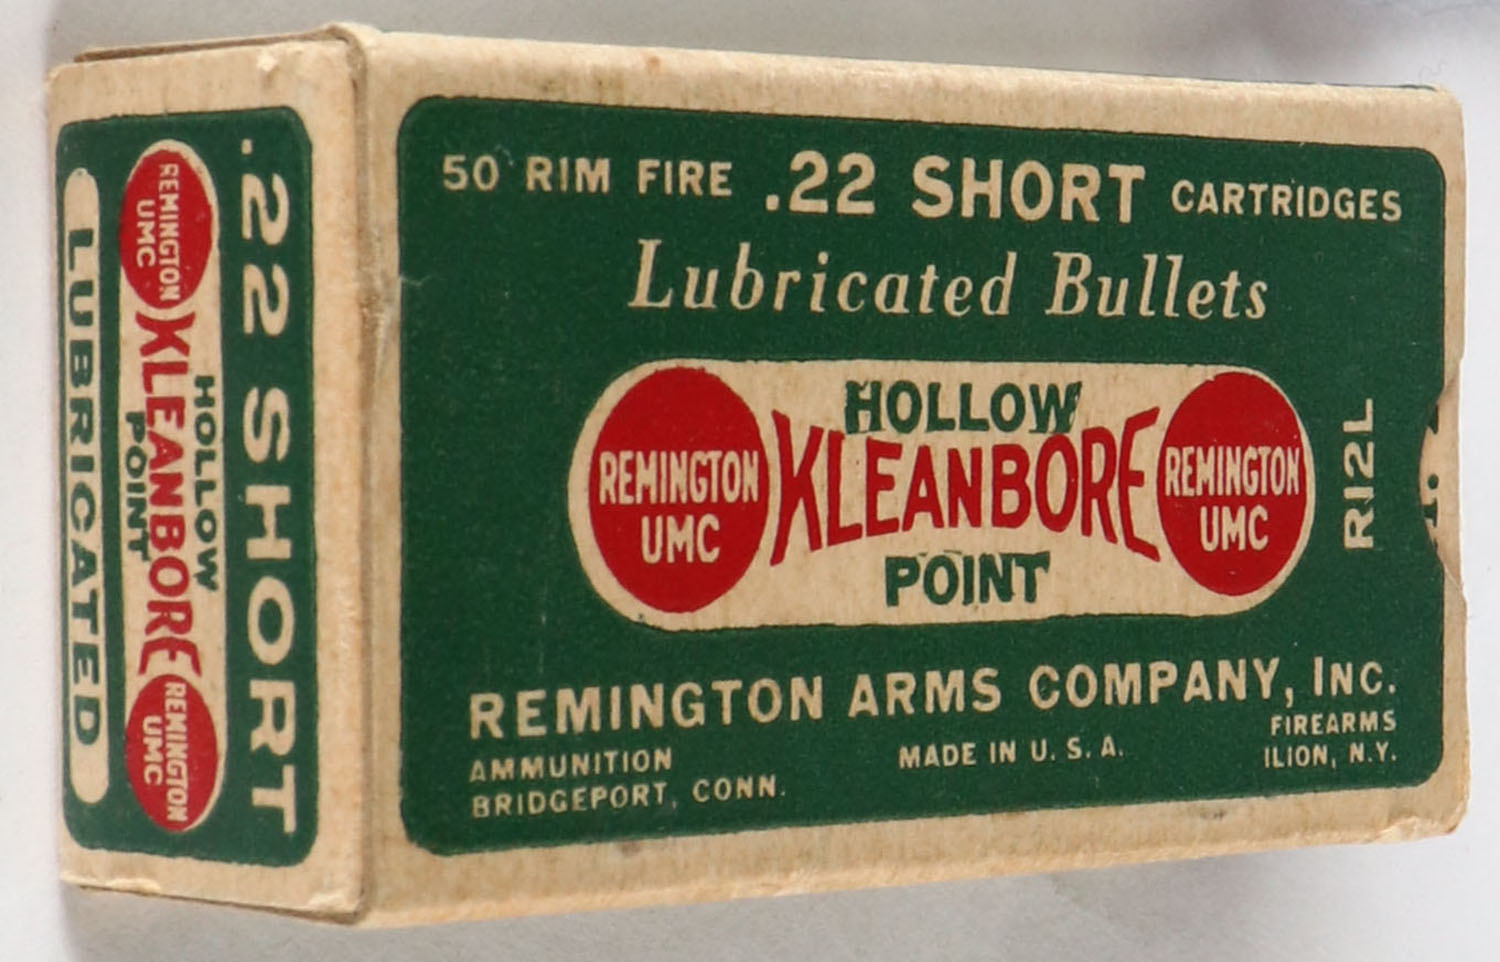 50 RIM FIRE .22 SHORT CARTRIDGES
Lubricated Bullets
HOLLOW
REMINGTON UMC KLEANBORE REMINGTON UMC
POINT
R12L
REMINGTON ARMS COMPANY, INC.
AMMUNITION
BRIDGEPORT, CONN.
MADE IN U. S. A.
FIREARMS
ILION, N.Y.
.22 SHORT
HOLLOW
REMINGTON UMC KLEANBORE REMINGTON UMC
POINT
LUBRICATED